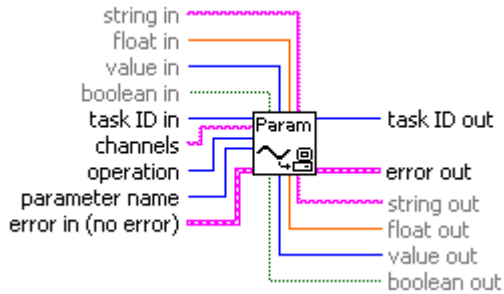 string in
float in
value in
boolean in
task ID in
channels
operation
parameter name
error in (no error)
Param
task ID out
error out
string out
float out
value out
boolean out